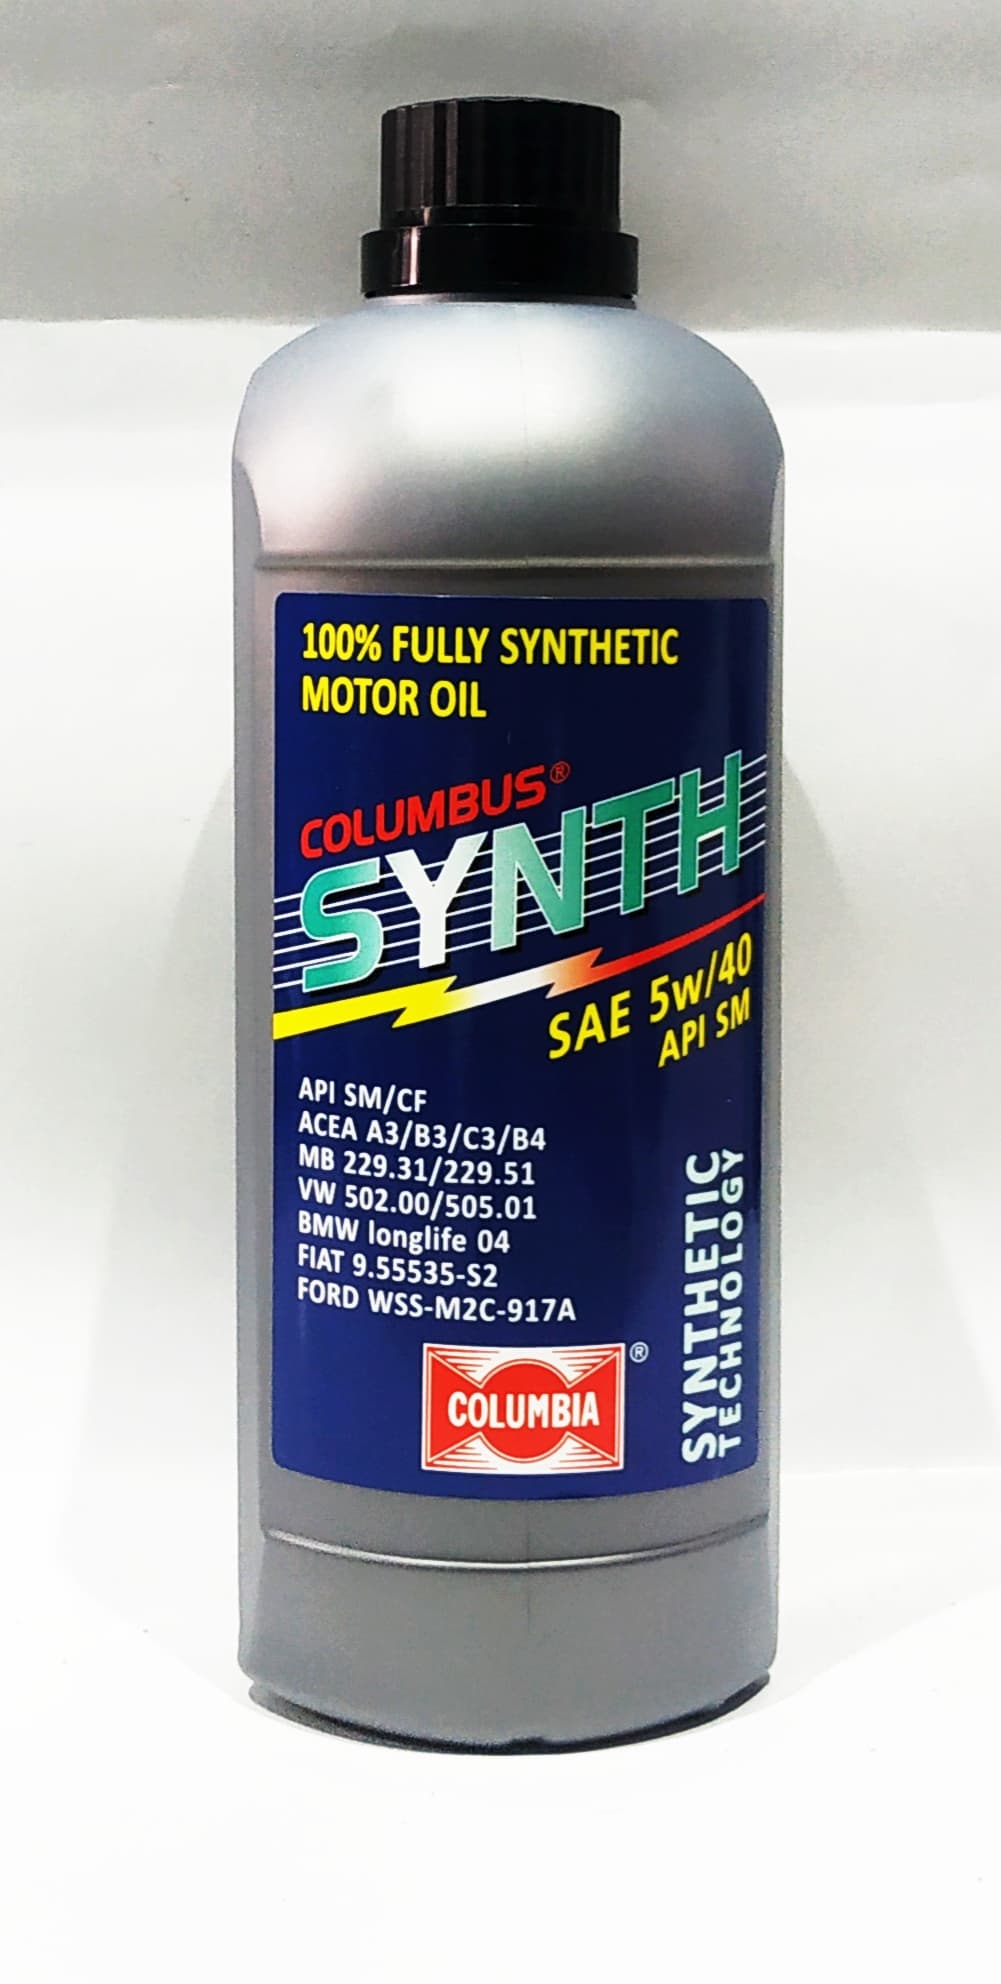 100% FULLY SYNTHETIC
MOTOR OIL
COLUMBUS®
SYNTH
SAE 5w/40
API SM
API SM/CF
ACEA A3/B3/C3/B4
MB 229.31/229.51
VW 502.00/505.01
BMW longlife 04
FIAT 9.55535-S2
FORD WSS-M2C-917A
SYNTHETIC
TECHNOLOGY
COLUMBIA®